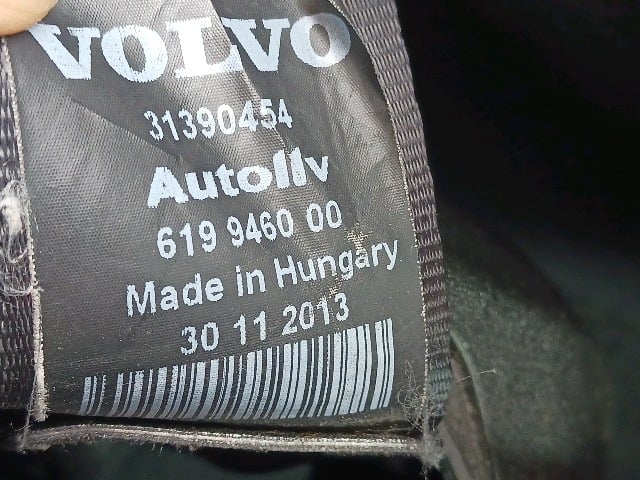 VOLVO
31390454
Autoliv
619 9460 00
Made in Hungary
30 11 2013